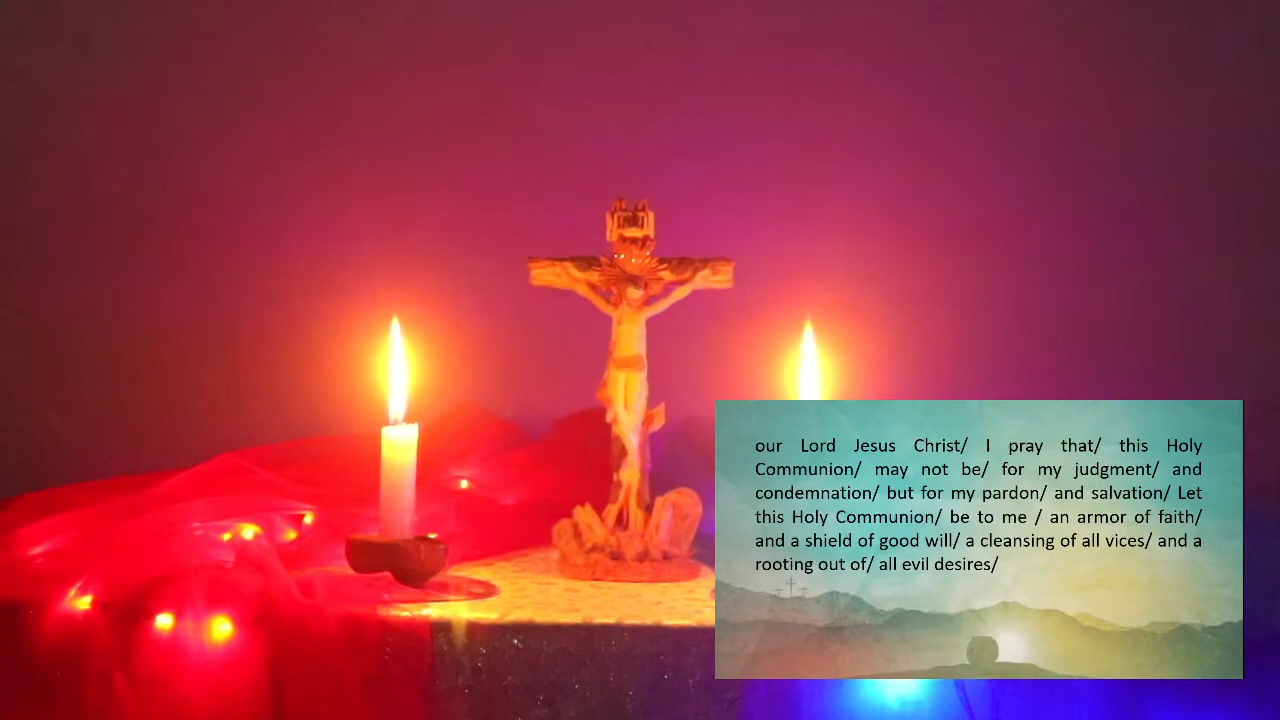 INRI
our Lord Jesus Christ/ I pray that/ this Holy
Communion/ may not be/ for my judgment/ and
condemnation/ but for my pardon/ and salvation/ Let
this Holy Communion/ be to me / an armor of faith/
and a shield of good will/ a cleansing of all vices/ and a
rooting out of/ all evil desires/